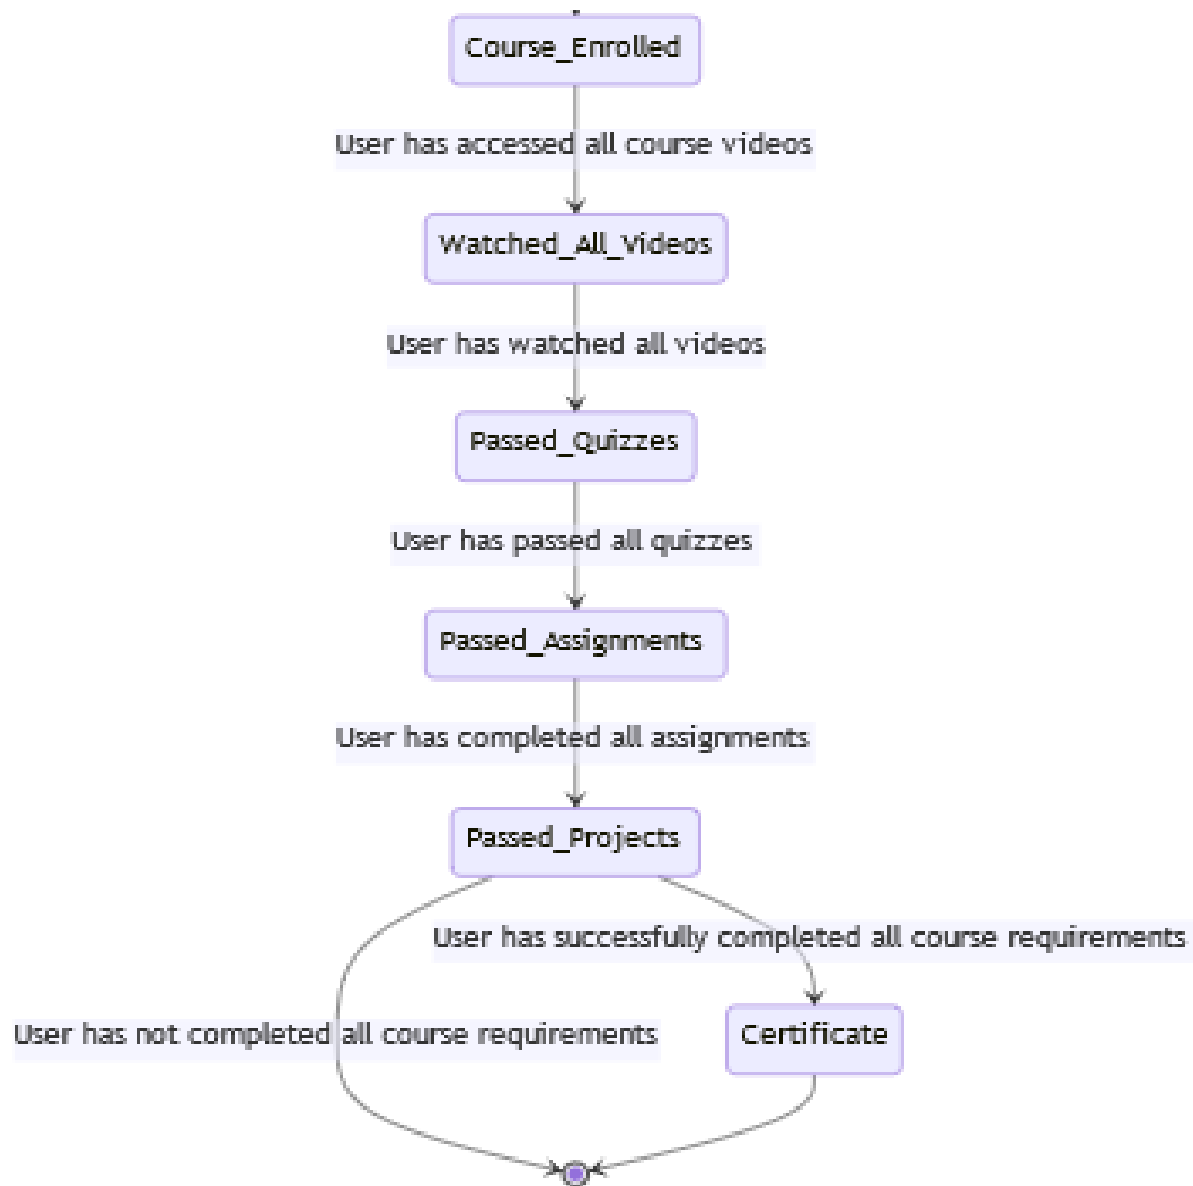 Course_Enrolled
User has accessed all course videos
Watched_All_Videos
User has watched all videos
Passed_Quizzes
User has passed all quizzes
Passed_Assignments
User has completed all assignments
Passed_Projects
User has successfully completed all course requirements
User has not completed all course requirements
Certificate